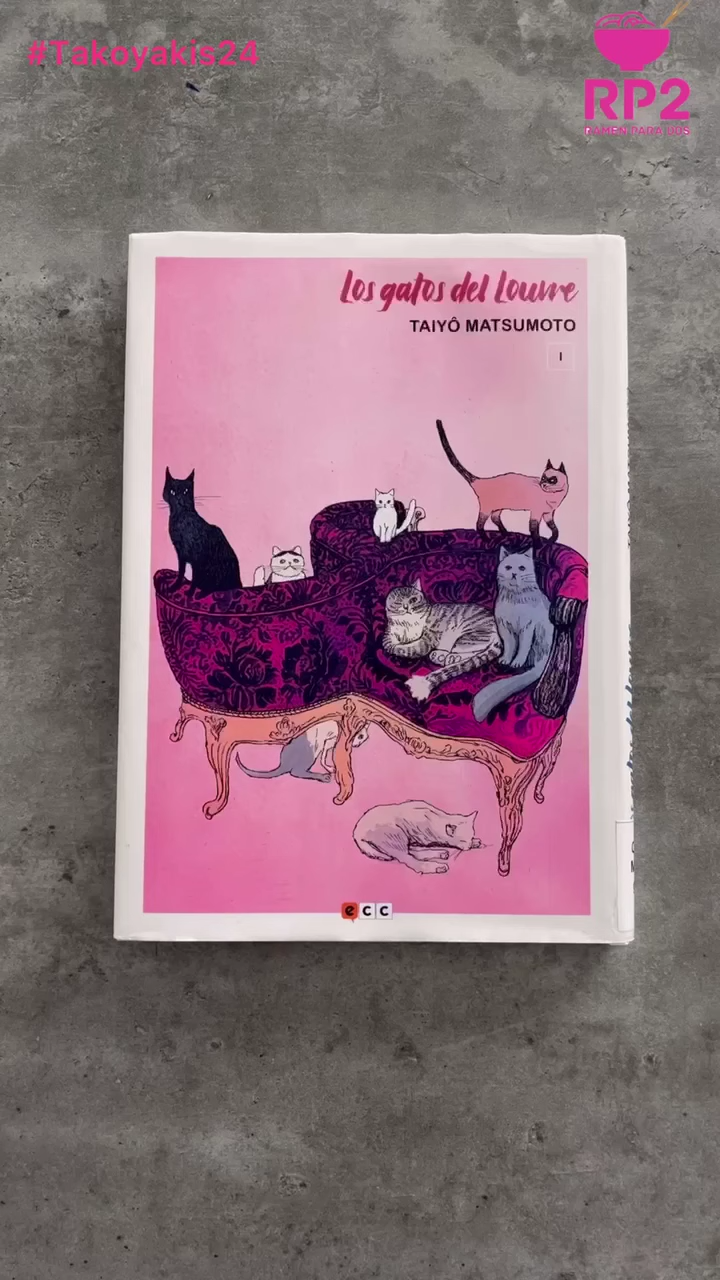 #Takoyakis24
RP2
RAMEN PARA DOS
Los gatos del Louvre
TAIYÔ MATSUMOTO
I
ecc